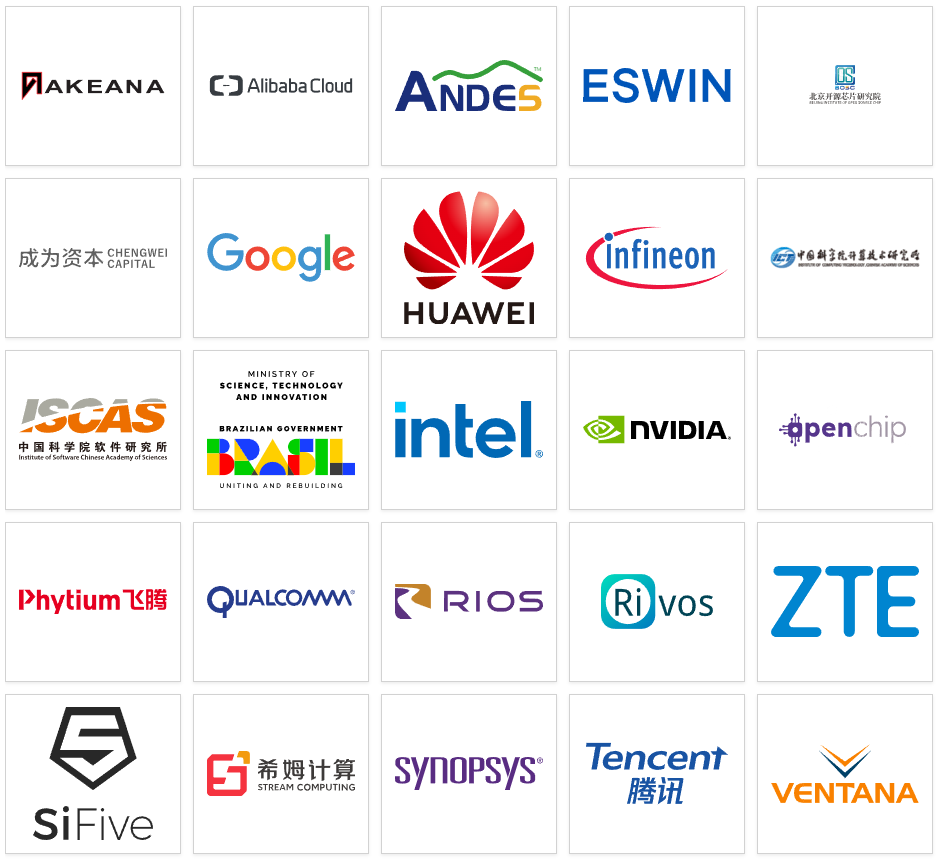 AKEANA
Alibaba Cloud
ANDES™
ESWIN
OS
BOSC
北京开源芯片研究院
BEIJING INSTITUTE OF OPEN SOURCE CHIP
成为资本 CHENGWEI
CAPITAL
Google
HUAWEI
infineon
ICT 中国科学院计算技术研究所
INSTITUTE OF COMPUTING TECHNOLOGY, CHINESE ACADEMY OF SCIENCES
ISCAS
中国科学院软件研究所
Institute of Software Chinese Academy of Sciences
MINISTRY OF
SCIENCE, TECHNOLOGY
AND INNOVATION
BRAZILIAN GOVERNMENT
BRASIL
UNITING AND REBUILDING
intel®
NVIDIA®
openchip
Phytium飞腾
QUALCOMM®
RIOS
Rivos
ZTE
SiFive
希姆计算
STREAM COMPUTING
SYNOPSYS®
Tencent
腾讯
VENTANA